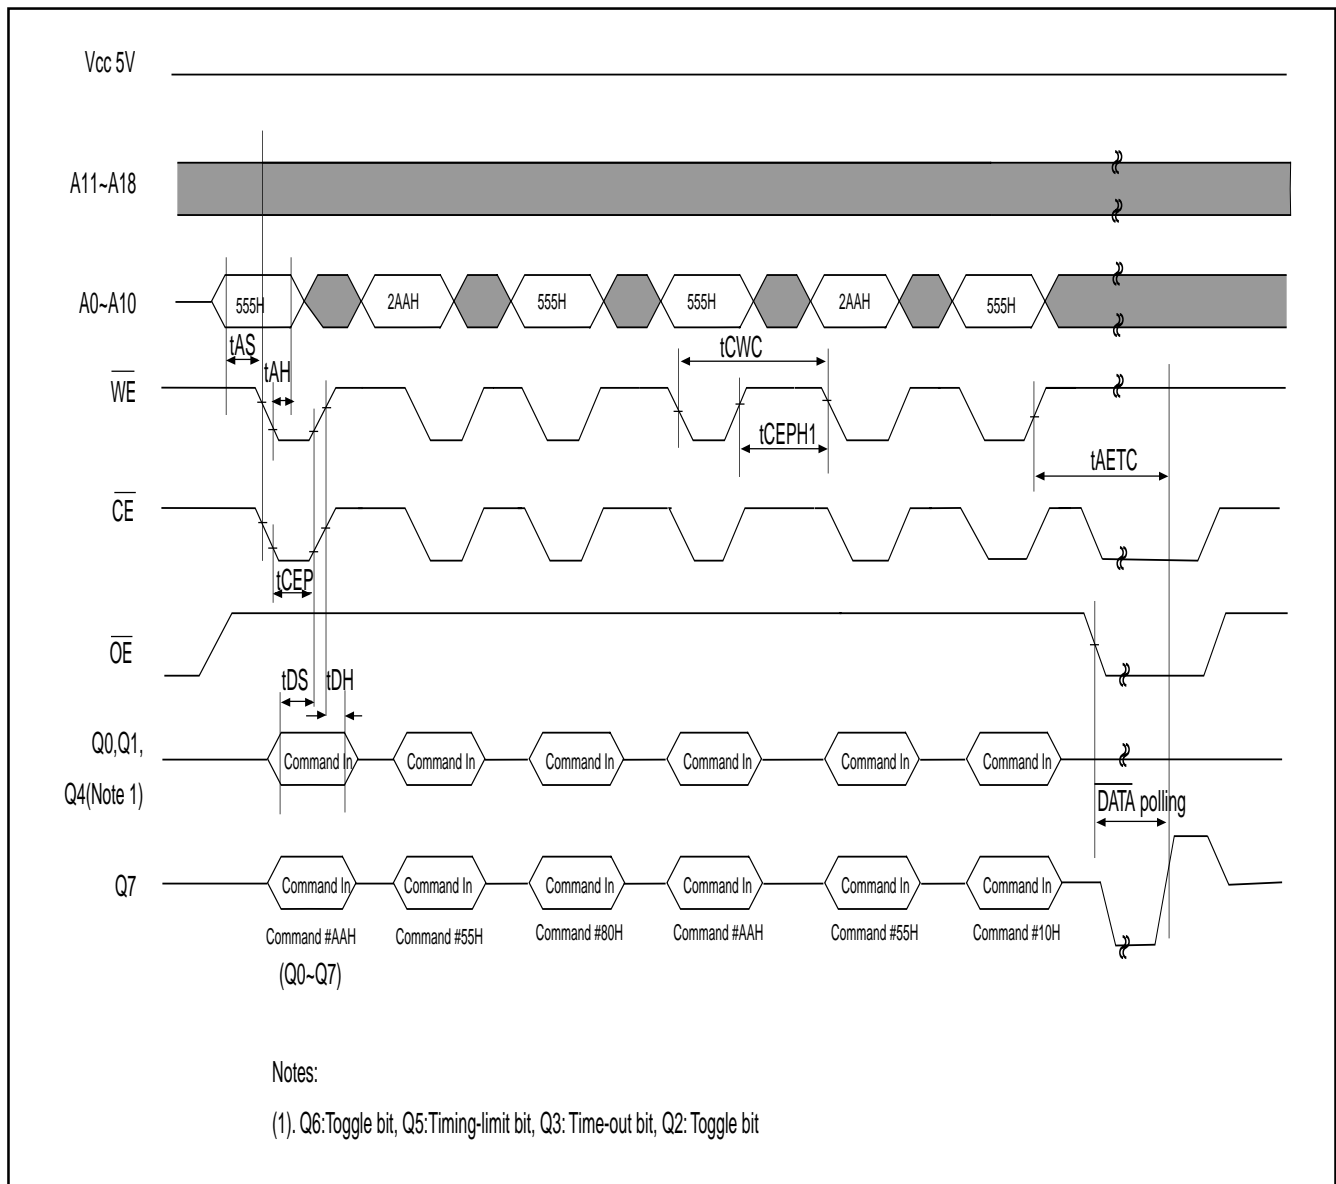 Vcc 5V
A11~A18
A0~A10
555H
2AAH
555H
555H
2AAH
555H
tAS
tAH
tCWC
WE
tCEPH1
tAETC
CE
tCEP
OE
tDS
tDH
Q0,Q1,
Q4(Note 1)
Command In
Command In
Command In
Command In
Command In
Command In
DATA polling
Q7
Command In
Command In
Command In
Command In
Command In
Command In
Command #AAH
Command #55H
Command #80H
Command #AAH
Command #55H
Command #10H
(Q0~Q7)
Notes:
(1). Q6:Toggle bit, Q5:Timing-limit bit, Q3: Time-out bit, Q2: Toggle bit